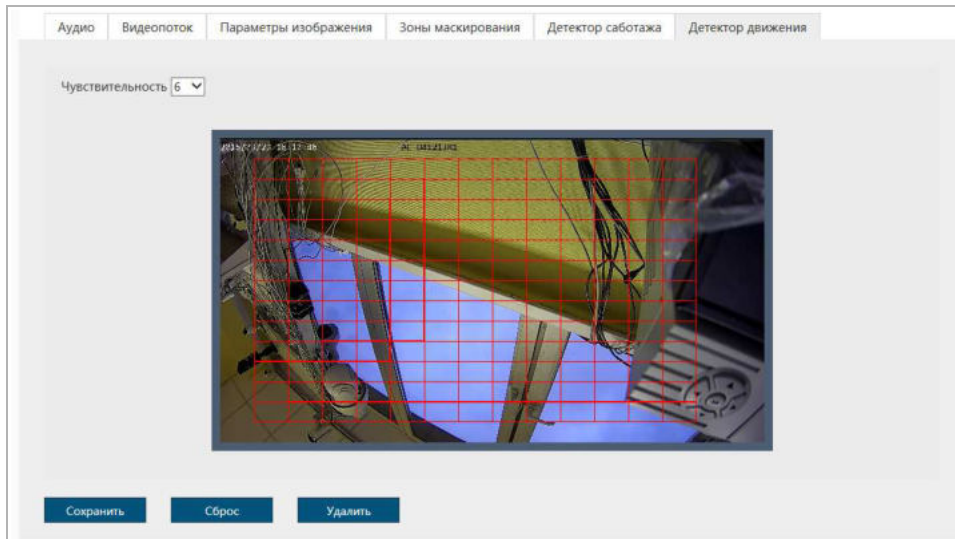 Аудио
Видеопоток
Параметры изображения
Зоны маскирования
Детектор саботажа
Детектор движения
Чувствительность 6
Сохранить
Сброс
Удалить